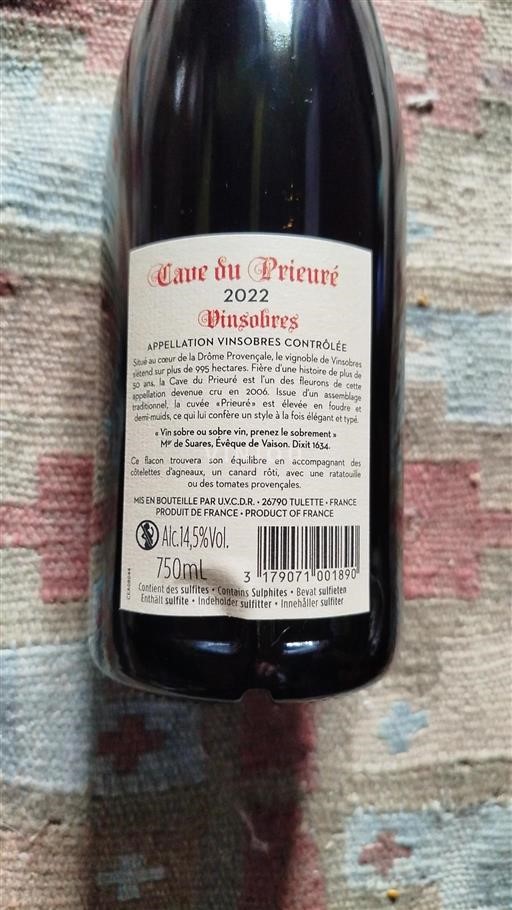 Cave du Prieuré
2022
Vinsobres
APPELLATION VINSOBRES CONTRÔLÉE
Situé au cœur de la Drôme Provençale, le vignoble de Vinsobres
s'étend sur plus de 995 hectares. Fière d'une histoire de plus de
50 ans, la Cave du Prieuré est l'un des fleurons de cette
appellation devenue cru en 2006. Issue d'un assemblage
traditionnel, la cuvée «Prieuré» est élevée en foudre et
demi-muids, ce qui lui confère un style à la fois élégant et typé.
« Vin sobre ou sobre vin, prenez le sobrement »
Mgr de Suares, Évêque de Vaison. Dixit 1634.
Ce flacon trouvera son équilibre en accompagnant des
côtelettes d'agneaux, un canard rôti, avec une ratatouille
ou des tomates provençales.
MIS EN BOUTEILLE PAR U.V.C.D.R. • 26790 TULETTE • FRANCE
PRODUIT DE FRANCE • PRODUCT OF FRANCE
Alc.14,5%Vol.
750mL
3 179071 001890
Contient des sulfites • Contains Sulphites • Bevat sulfieten
Enthält sulfite • Indeholder sulfitter • Innehåller sulfiter